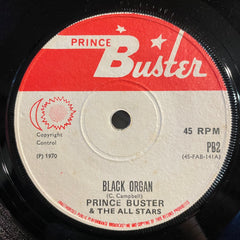 PRINCE
Buster
45 RPM
Copyright
Control
(P) 1970
PB2
(45-FAB-141A)
BLACK ORGAN
(C. Campbell)
PRINCE BUSTER
& THE ALL STARS